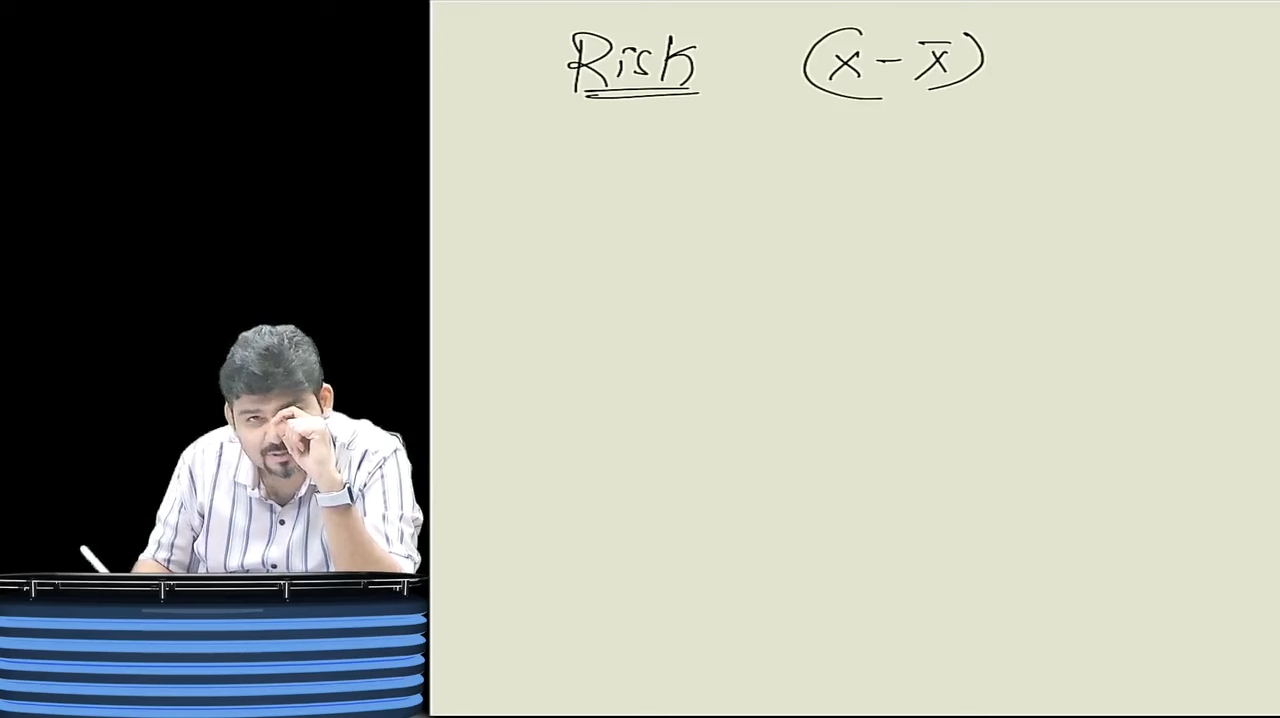 Risk (x - x̄)